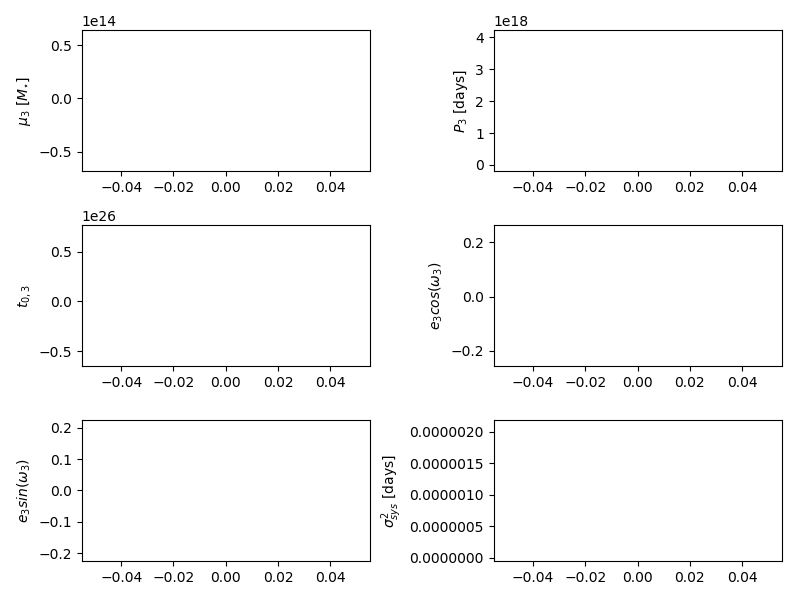 1e14
μ₃ [M⋆]
0.5
0.0
−0.5
−0.04 −0.02 0.00 0.02 0.04
1e18
P₃ [days]
4
3
2
1
0
−0.04 −0.02 0.00 0.02 0.04
1e26
t₀,₃
0.5
0.0
−0.5
−0.04 −0.02 0.00 0.02 0.04
e₃cos(ω₃)
0.2
0.0
−0.2
−0.04 −0.02 0.00 0.02 0.04
e₃sin(ω₃)
0.2
0.1
0.0
−0.1
−0.2
−0.04 −0.02 0.00 0.02 0.04
σ²sys [days]
0.0000020
0.0000015
0.0000010
0.0000005
0.0000000
−0.04 −0.02 0.00 0.02 0.04